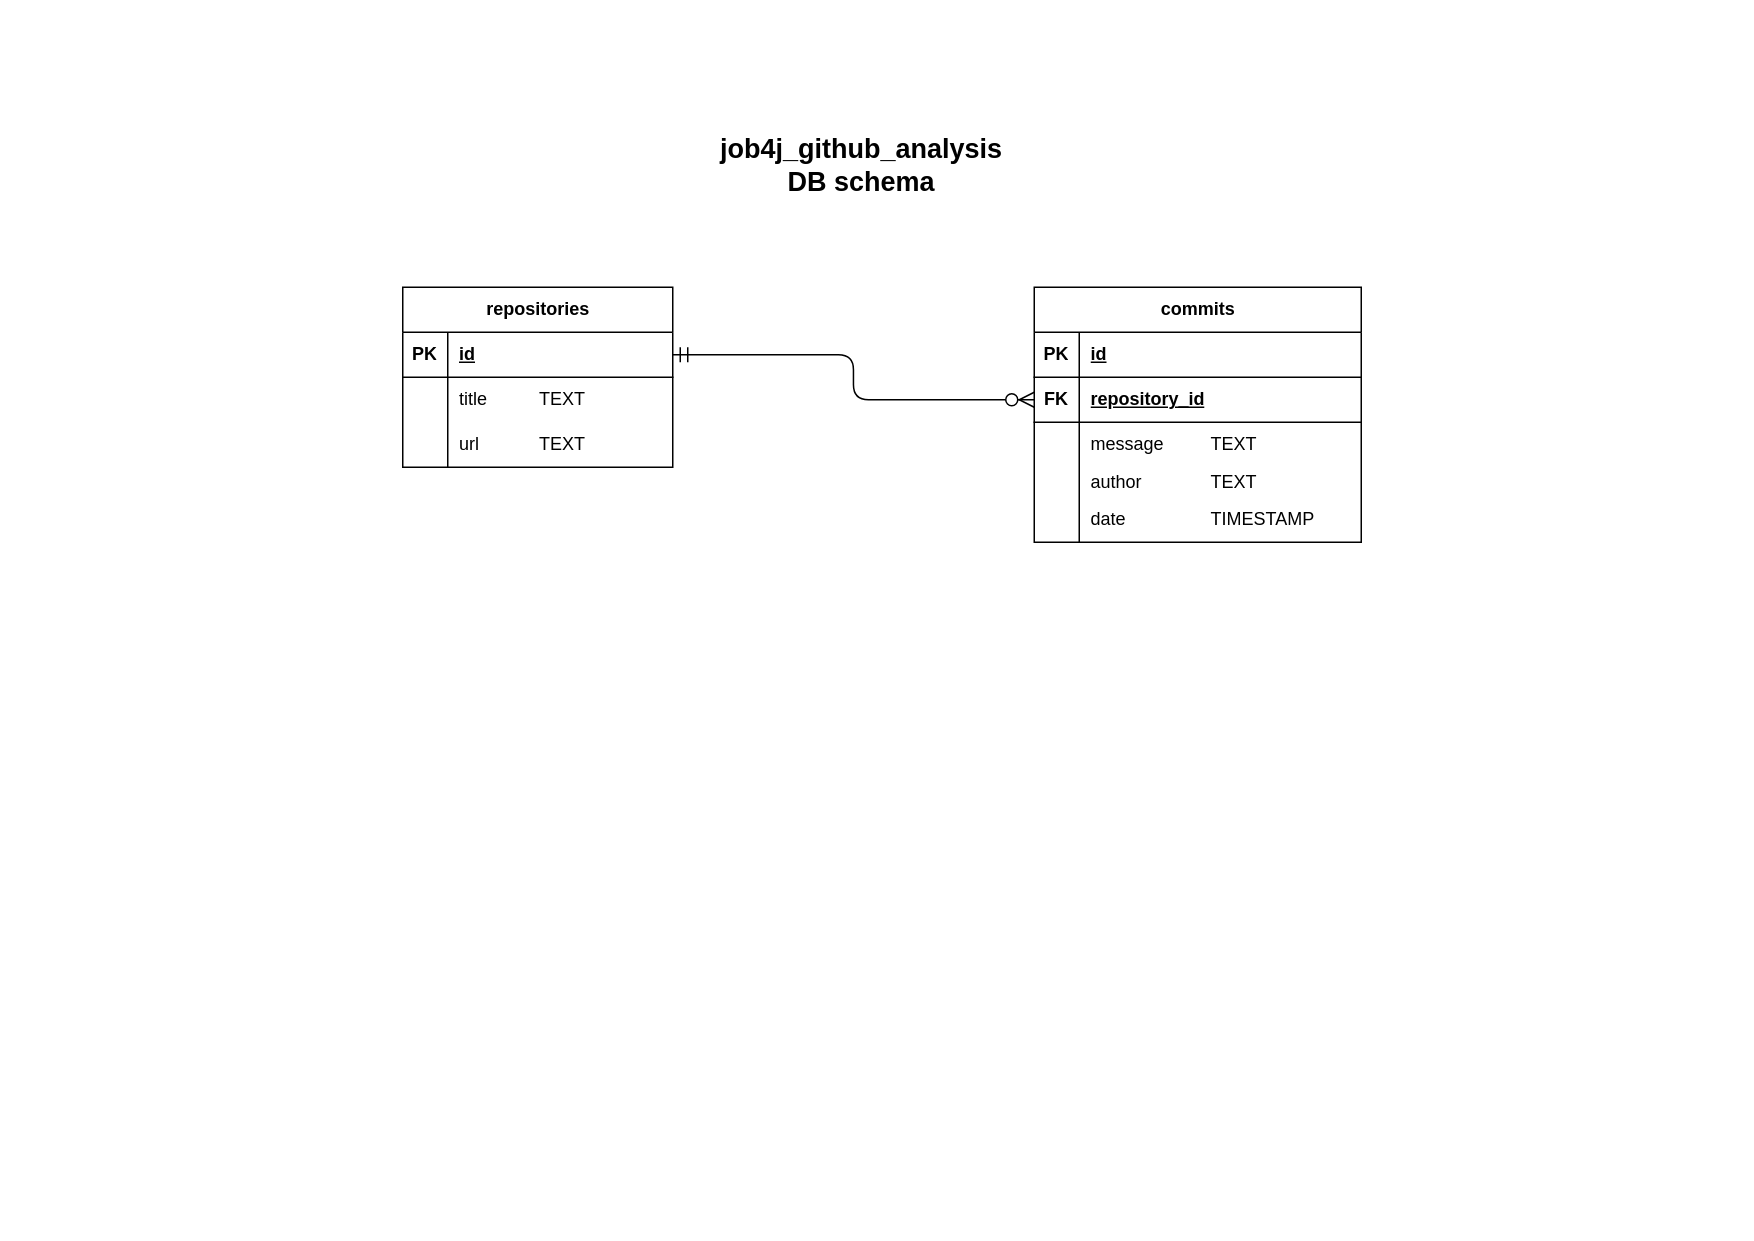 job4j_github_analysis
DB schema
repositories
PK id
title TEXT
url TEXT
commits
PK id
FK repository_id
message TEXT
author TEXT
date TIMESTAMP